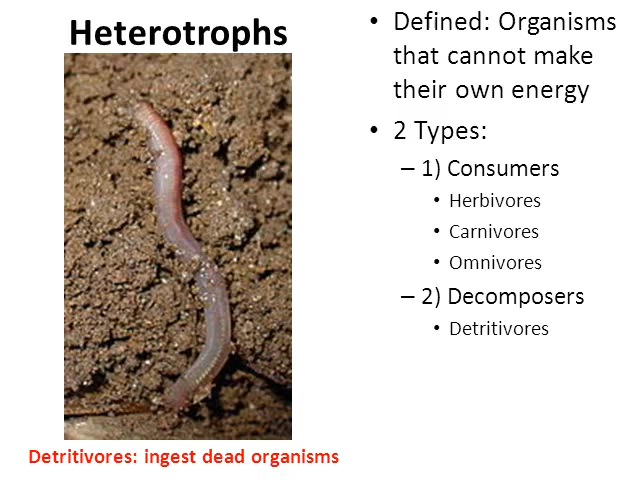 Heterotrophs
• Defined: Organisms
that cannot make
their own energy
• 2 Types:
– 1) Consumers
• Herbivores
• Carnivores
• Omnivores
– 2) Decomposers
• Detritivores
Detritivores: ingest dead organisms